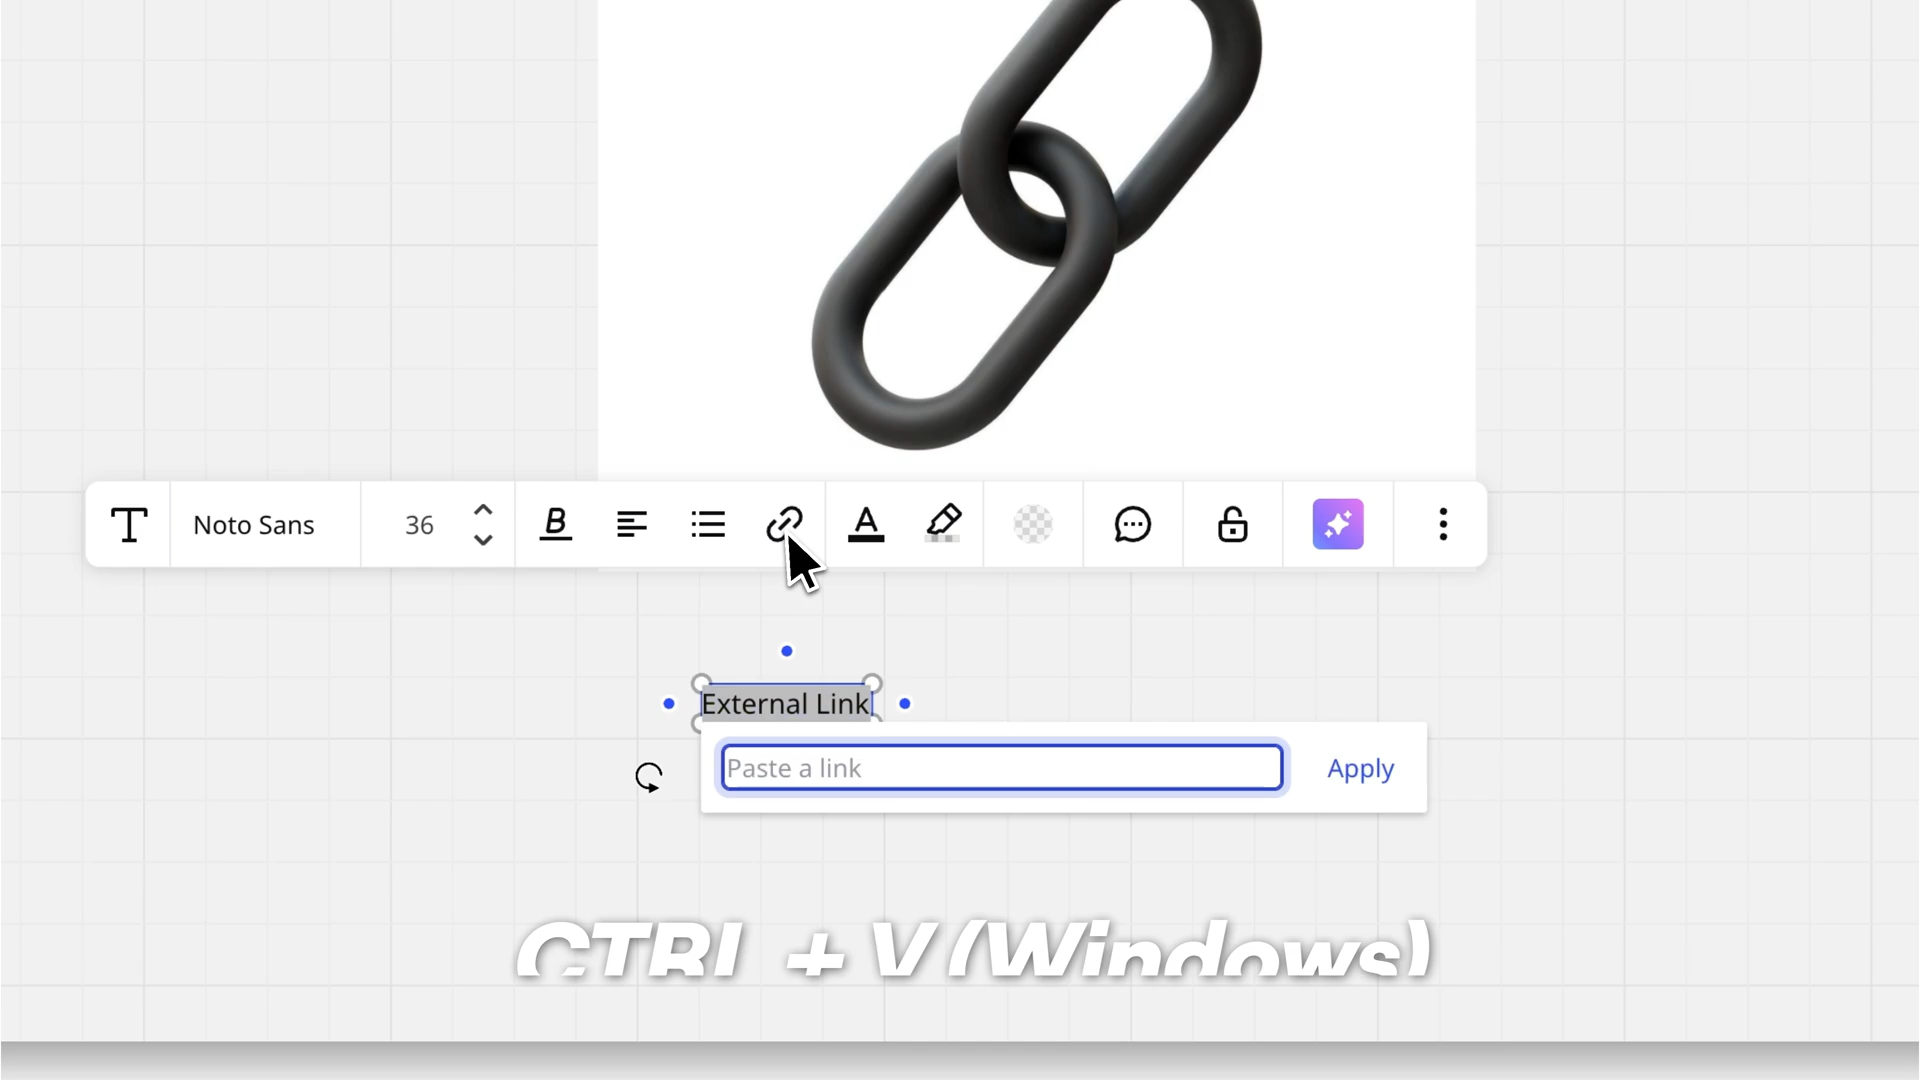 Noto Sans 36 B A
External Link
Paste a link Apply
CTRL + V (Windows)